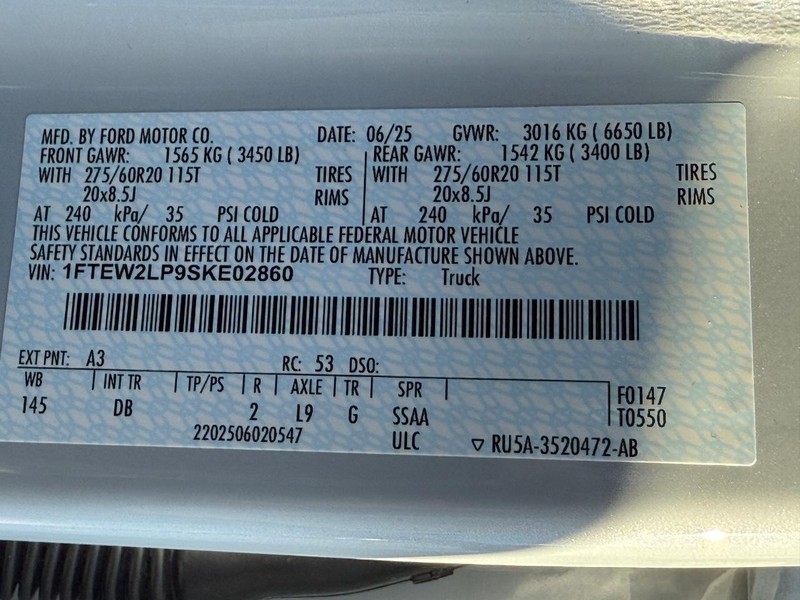 MFD. BY FORD MOTOR CO. DATE: 06/25 GVWR: 3016 KG ( 6650 LB)
FRONT GAWR: 1565 KG ( 3450 LB) REAR GAWR: 1542 KG ( 3400 LB)
WITH 275/60R20 115T TIRES WITH 275/60R20 115T TIRES
20x8.5J RIMS 20x8.5J RIMS
AT 240 kPa/ 35 PSI COLD AT 240 kPa/ 35 PSI COLD
THIS VEHICLE CONFORMS TO ALL APPLICABLE FEDERAL MOTOR VEHICLE
SAFETY STANDARDS IN EFFECT ON THE DATE OF MANUFACTURE SHOWN ABOVE.
VIN: 1FTEW2LP9SKE02860 TYPE: Truck
EXT PNT: A3 RC: 53 DSO:
WB INT TR TP/PS R AXLE TR SPR F0147
145 DB 2 L9 G SSAA T0550
2202506020547 ULC ▽ RU5A-3520472-AB